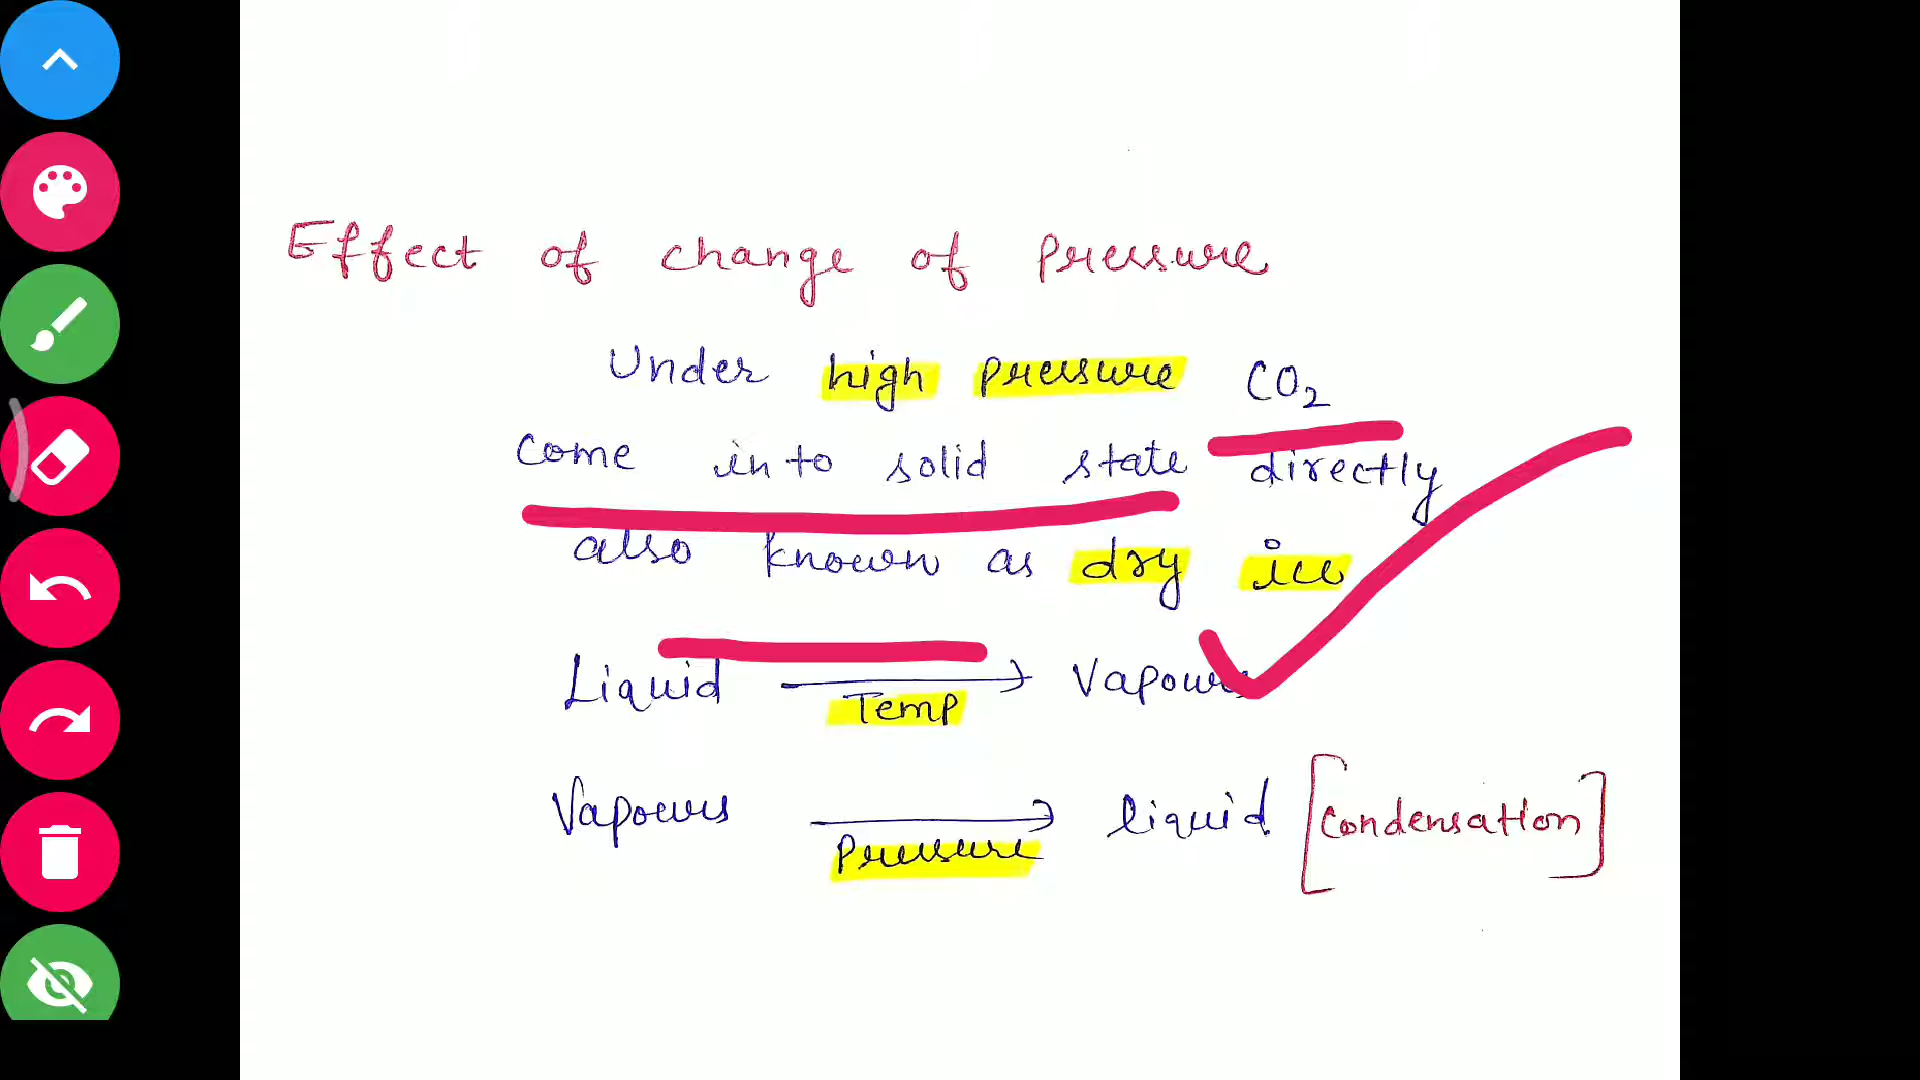 Effect of change of Pressure
Under high pressure CO₂
come into solid state directly
also known as dry ice
Liquid → Vapours
Temp
Vapours → liquid [condensation]
Pressure